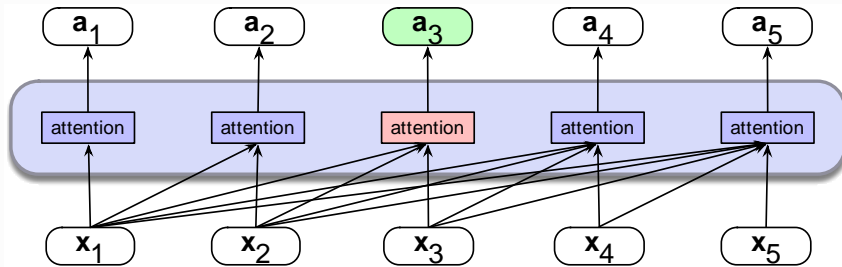 a1 a2 a3 a4 a5
attention attention attention attention attention
x1 x2 x3 x4 x5